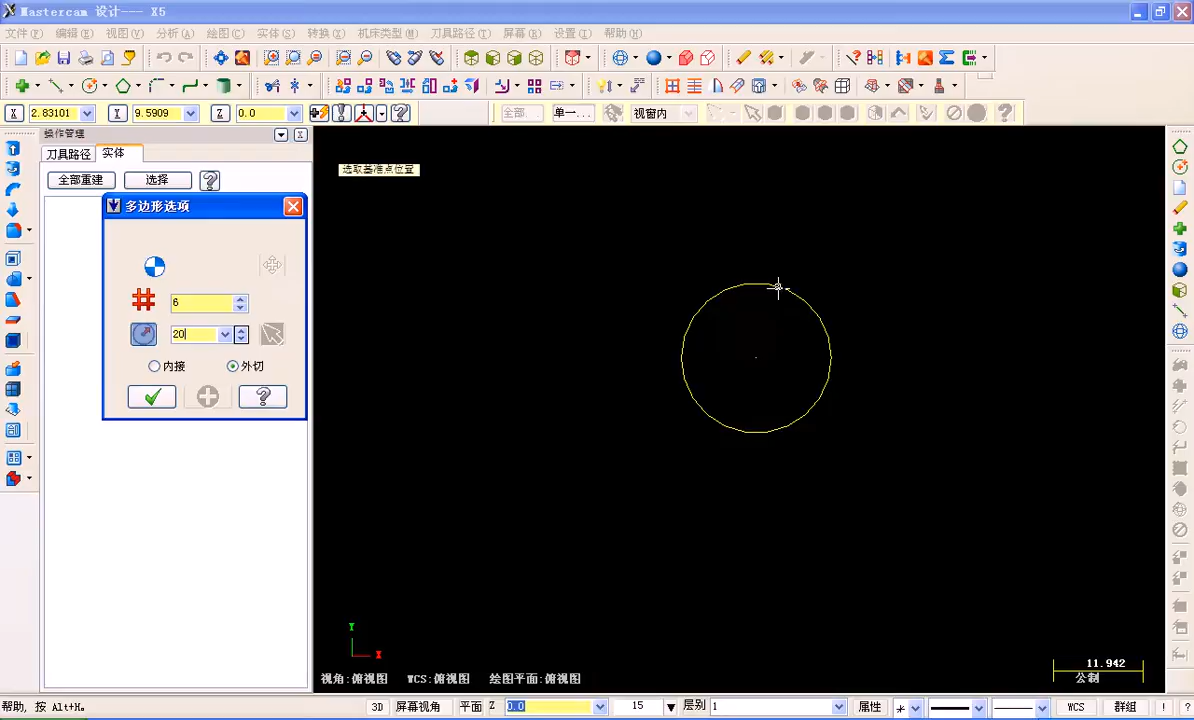 Mastercam 设计--- X5
文件(F) 编辑(E) 视图(V) 分析(A) 绘图(C) 实体(S) 转换(X) 机床类型(M) 刀具路径(T) 屏幕(R) 设置(I) 帮助(H)
X 2.83101 Y 9.5909 Z 0.0 全部... 单一... 视窗内
操作管理
刀具路径 实体
全部重建 选择
选取基准点位置
多边形选项
6
20
内接 外切
Y
X
11.942
公制
视角:俯视图 WCS:俯视图 绘图平面:俯视图
帮助, 按 Alt+H。 3D 屏幕视角 平面 Z 0.0 15 层别 1 属性 WCS 群组 ! ?